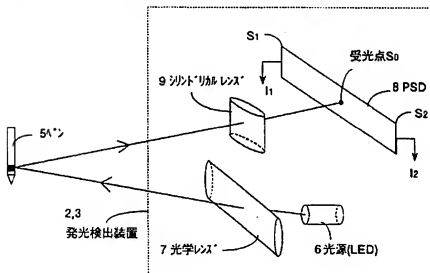 S1
受光点S0
I1
8 PSD
9 シリンドリカル レンズ
S2
5ペン
I2
2,3
発光検出装置
7 光学レンズ
6 光源(LED)